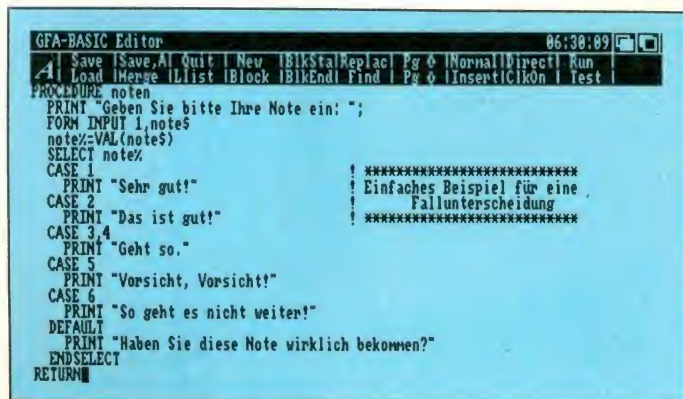 GFA-BASIC Editor 06:30:09
A Save |Save,A| Quit | New |BlkSta|Replac| Pg ⇧ |Normal|Direct| Run
Load |Merge |Llist |Block |BlkEnd| Find | Pg ⇩ |Insert|ClkOn | Test |
PROCEDURE noten
PRINT "Geben Sie bitte Ihre Note ein: ";
FORM INPUT 1,note$
note%=VAL(note$)
SELECT note%
CASE 1 ! **************************
PRINT "Sehr gut!" ! Einfaches Beispiel für eine
CASE 2 ! Fallunterscheidung
PRINT "Das ist gut!" ! **************************
CASE 3,4
PRINT "Geht so."
CASE 5
PRINT "Vorsicht, Vorsicht!"
CASE 6
PRINT "So geht es nicht weiter!"
DEFAULT
PRINT "Haben Sie diese Note wirklich bekommen?"
ENDSELECT
RETURN